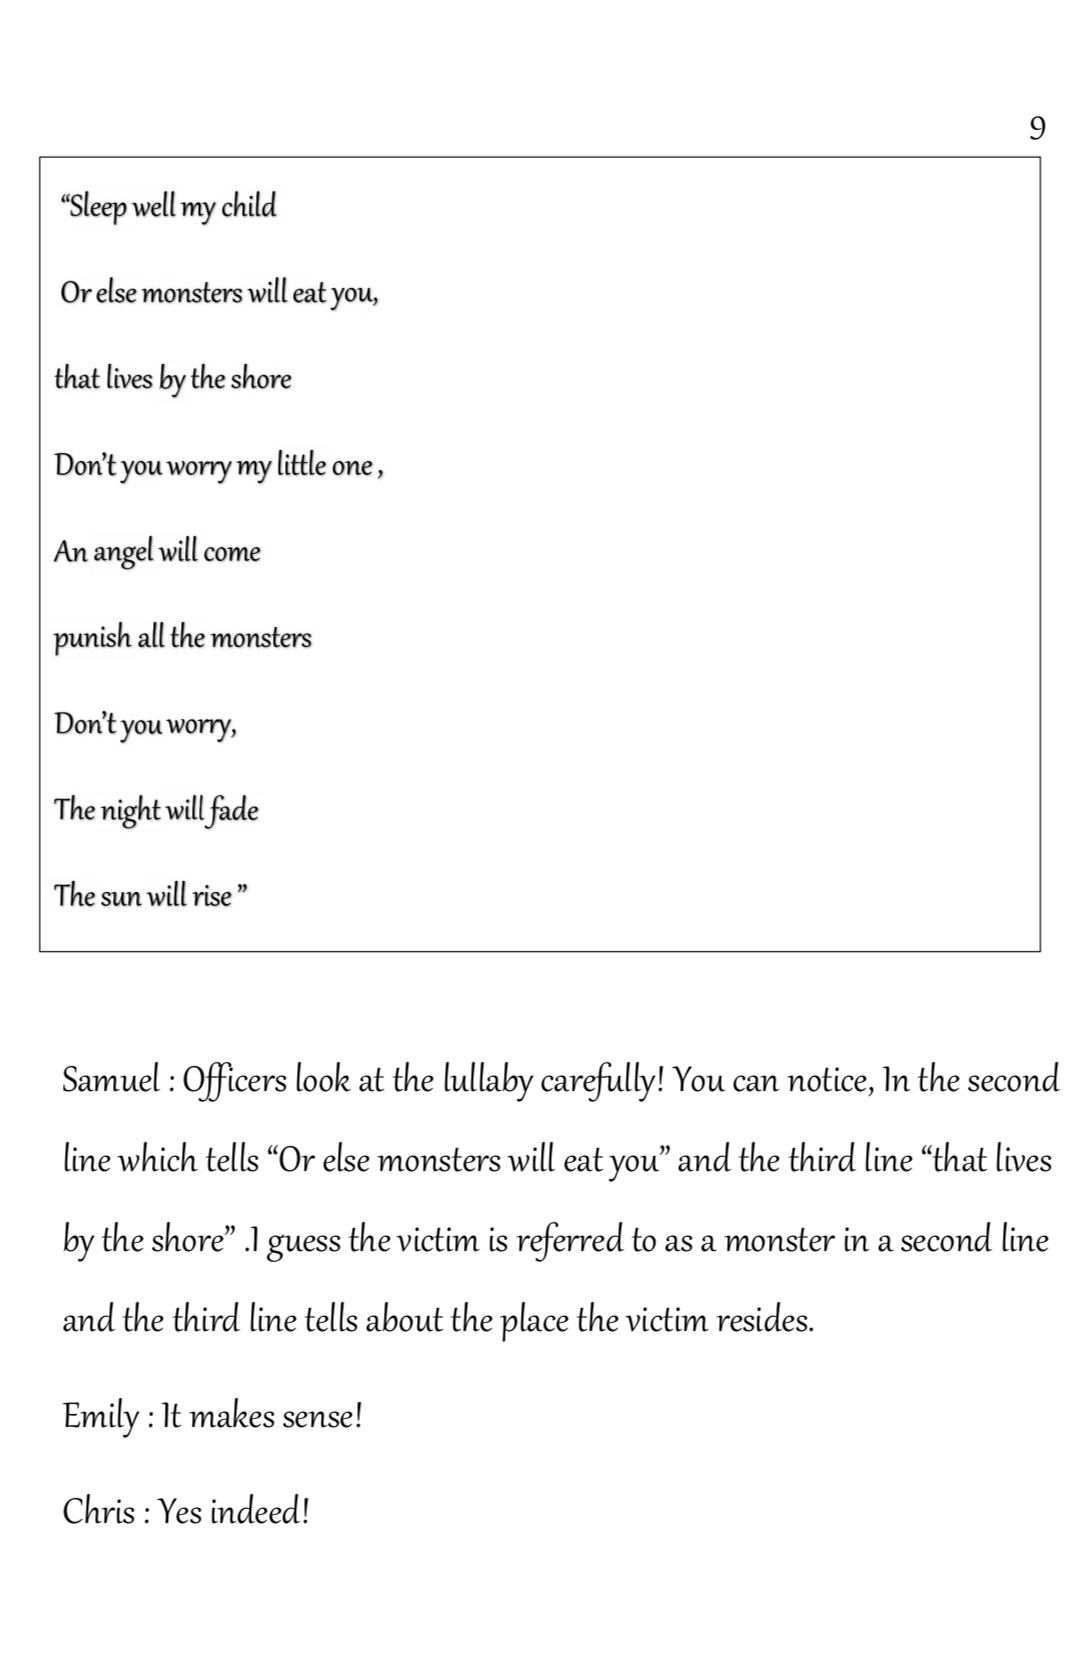 9
“Sleep well my child
Or else monsters will eat you,
that lives by the shore
Don’t you worry my little one ,
An angel will come
punish all the monsters
Don’t you worry,
The night will fade
The sun will rise ”
Samuel : Officers look at the lullaby carefully! You can notice, In the second
line which tells “Or else monsters will eat you” and the third line “that lives
by the shore” .I guess the victim is referred to as a monster in a second line
and the third line tells about the place the victim resides.
Emily : It makes sense!
Chris : Yes indeed!